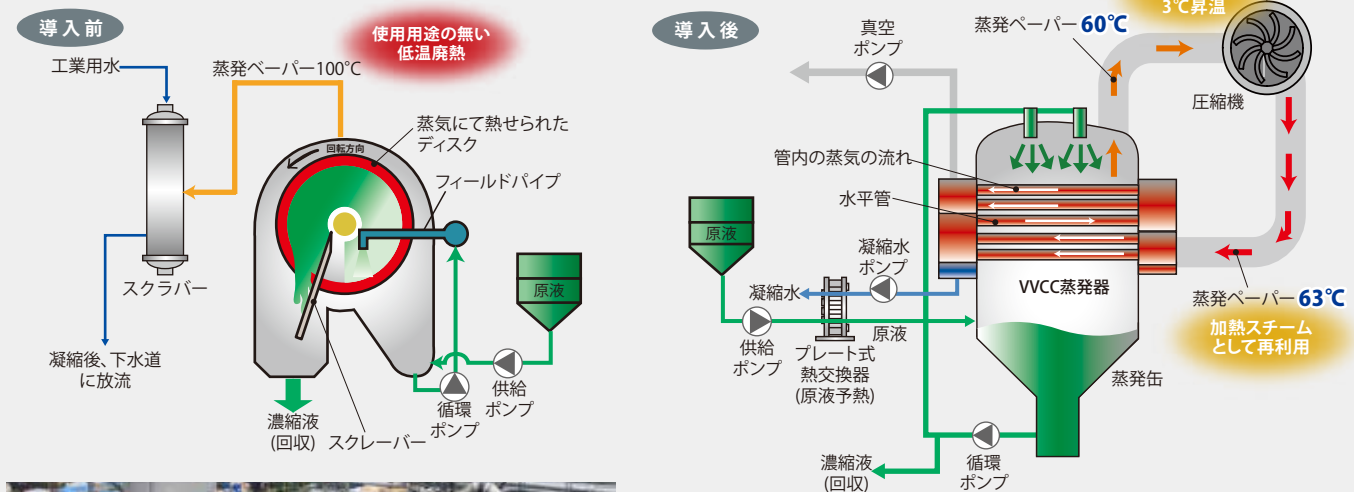 導入前
使用用途の無い
低温廃熱
工業用水
蒸発ベーパー100℃
蒸気にて熱せられた
ディスク
回転方向
フィールドパイプ
原液
スクラバー
凝縮後、下水道
に放流
供給
ポンプ
循環
ポンプ
濃縮液
(回収)
スクレーバー
導入後
3℃昇温
真空
ポンプ
蒸発ペーパー 60℃
圧縮機
管内の蒸気の流れ
水平管
原液
凝縮水
ポンプ
凝縮水
VVCC蒸発器
蒸発ペーパー 63℃
加熱スチーム
として再利用
原液
供給
ポンプ
プレート式
熱交換器
(原液予熱)
蒸発缶
濃縮液
(回収)
循環
ポンプ